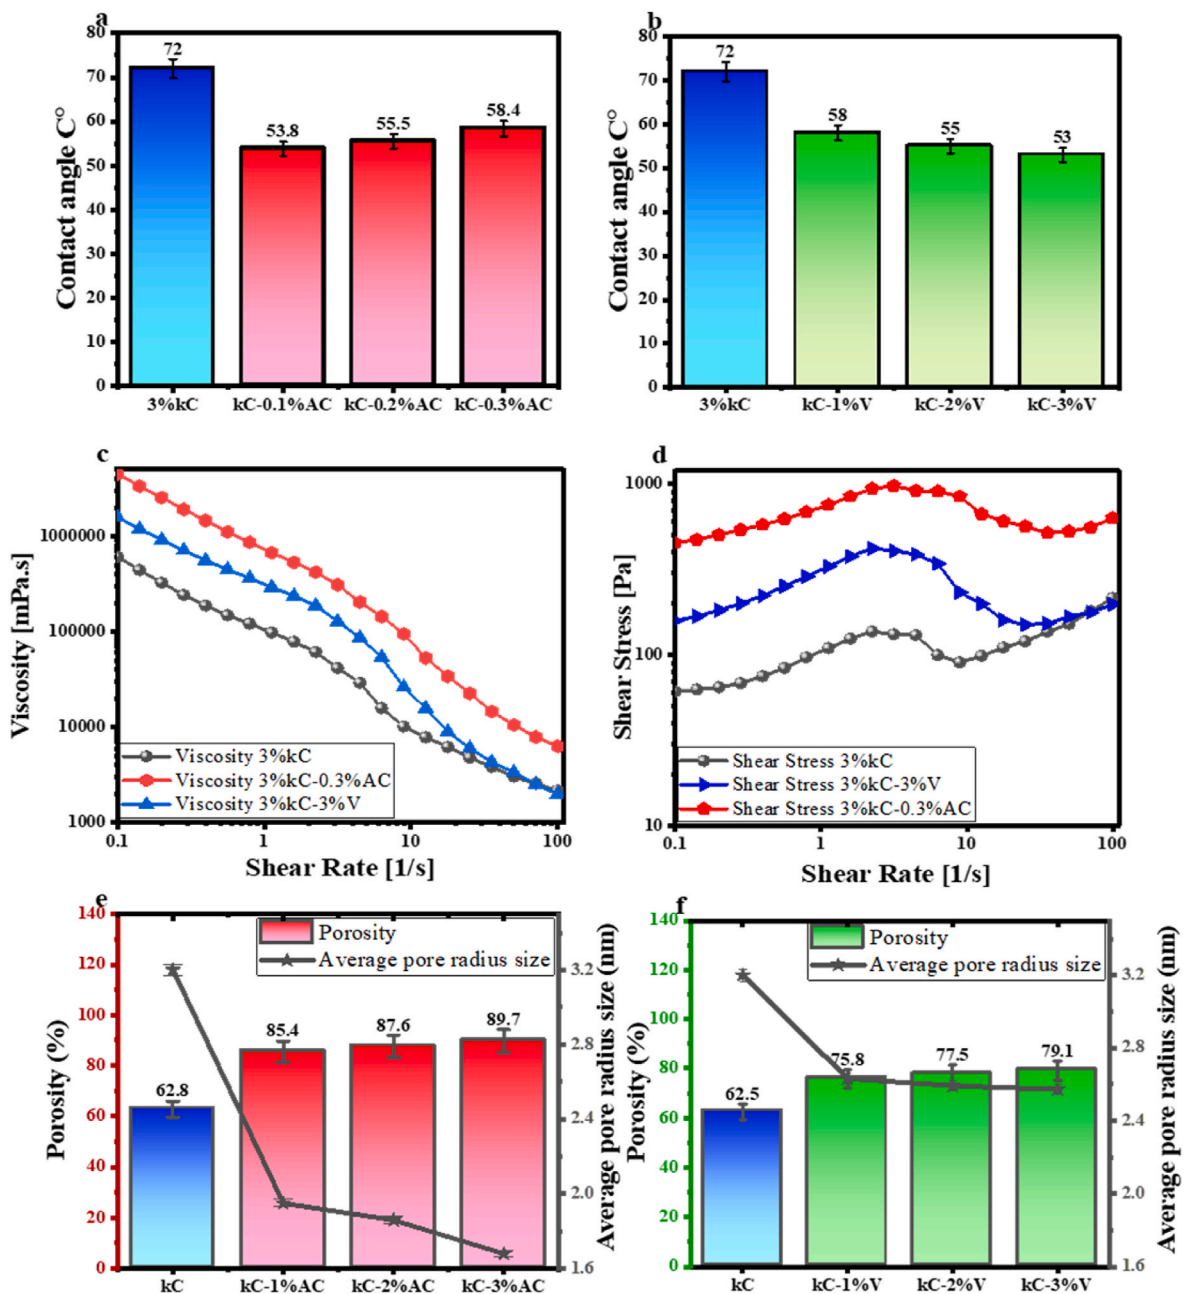 a
Contact angle C°
80
70
60
50
40
30
20
10
0
72
53.8
55.5
58.4
3%kC
kC-0.1%AC
kC-0.2%AC
kC-0.3%AC
b
Contact angle C°
80
70
60
50
40
30
20
10
0
72
58
55
53
3%kC
kC-1%V
kC-2%V
kC-3%V
c
Viscosity [mPa.s]
1000000
100000
10000
1000
Viscosity 3%kC
Viscosity 3%kC-0.3%AC
Viscosity 3%kC-3%V
0.1
1
10
100
Shear Rate [1/s]
d
Shear Stress [Pa]
1000
100
10
Shear Stress 3%kC
Shear Stress 3%kC-3%V
Shear Stress 3%kC-0.3%AC
0.1
1
10
100
Shear Rate [1/s]
e
Porosity (%)
140
120
100
80
60
40
20
0
Porosity
Average pore radius size
62.8
85.4
87.6
89.7
3.2
2.8
2.4
2.0
1.6
Average pore radius size (nm)
kC
kC-1%AC
kC-2%AC
kC-3%AC
f
Porosity (%)
140
120
100
80
60
40
20
0
Porosity
Average pore radius size
62.5
75.8
77.5
79.1
3.2
2.8
2.4
2.0
1.6
Average pore radius size (nm)
kC
kC-1%V
kC-2%V
kC-3%V